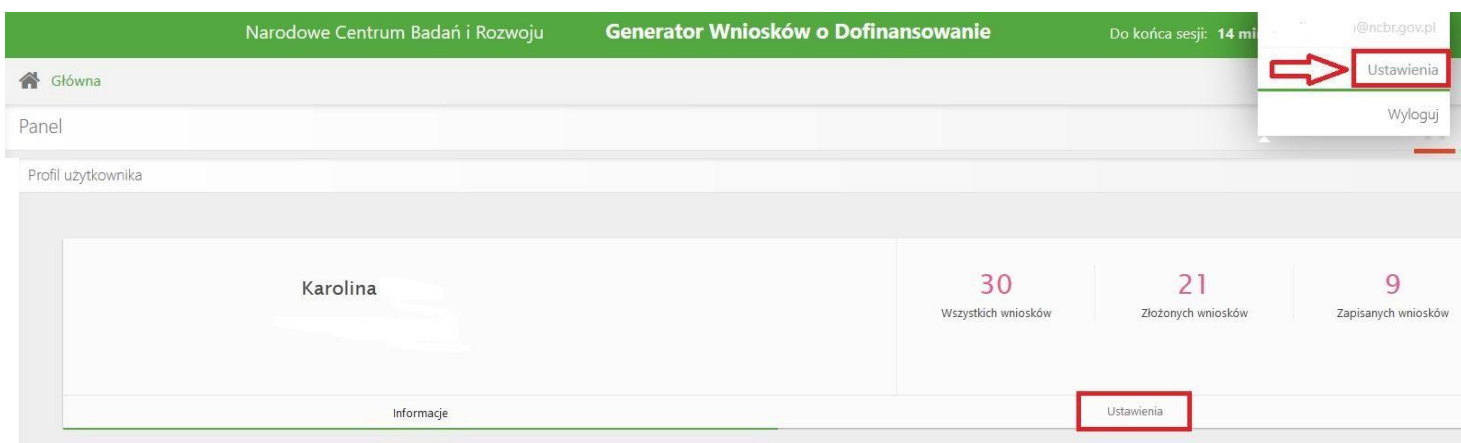 Narodowe Centrum Badań i Rozwoju Generator Wniosków o Dofinansowanie Do końca sesji: 14
@ncbr.gov.pl
Ustawienia
Wyloguj
Główna
Panel
Profil użytkownika
Karolina
30 21 9
Wszystkich wniosków Złożonych wniosków Zapisanych wniosków
Informacje Ustawienia